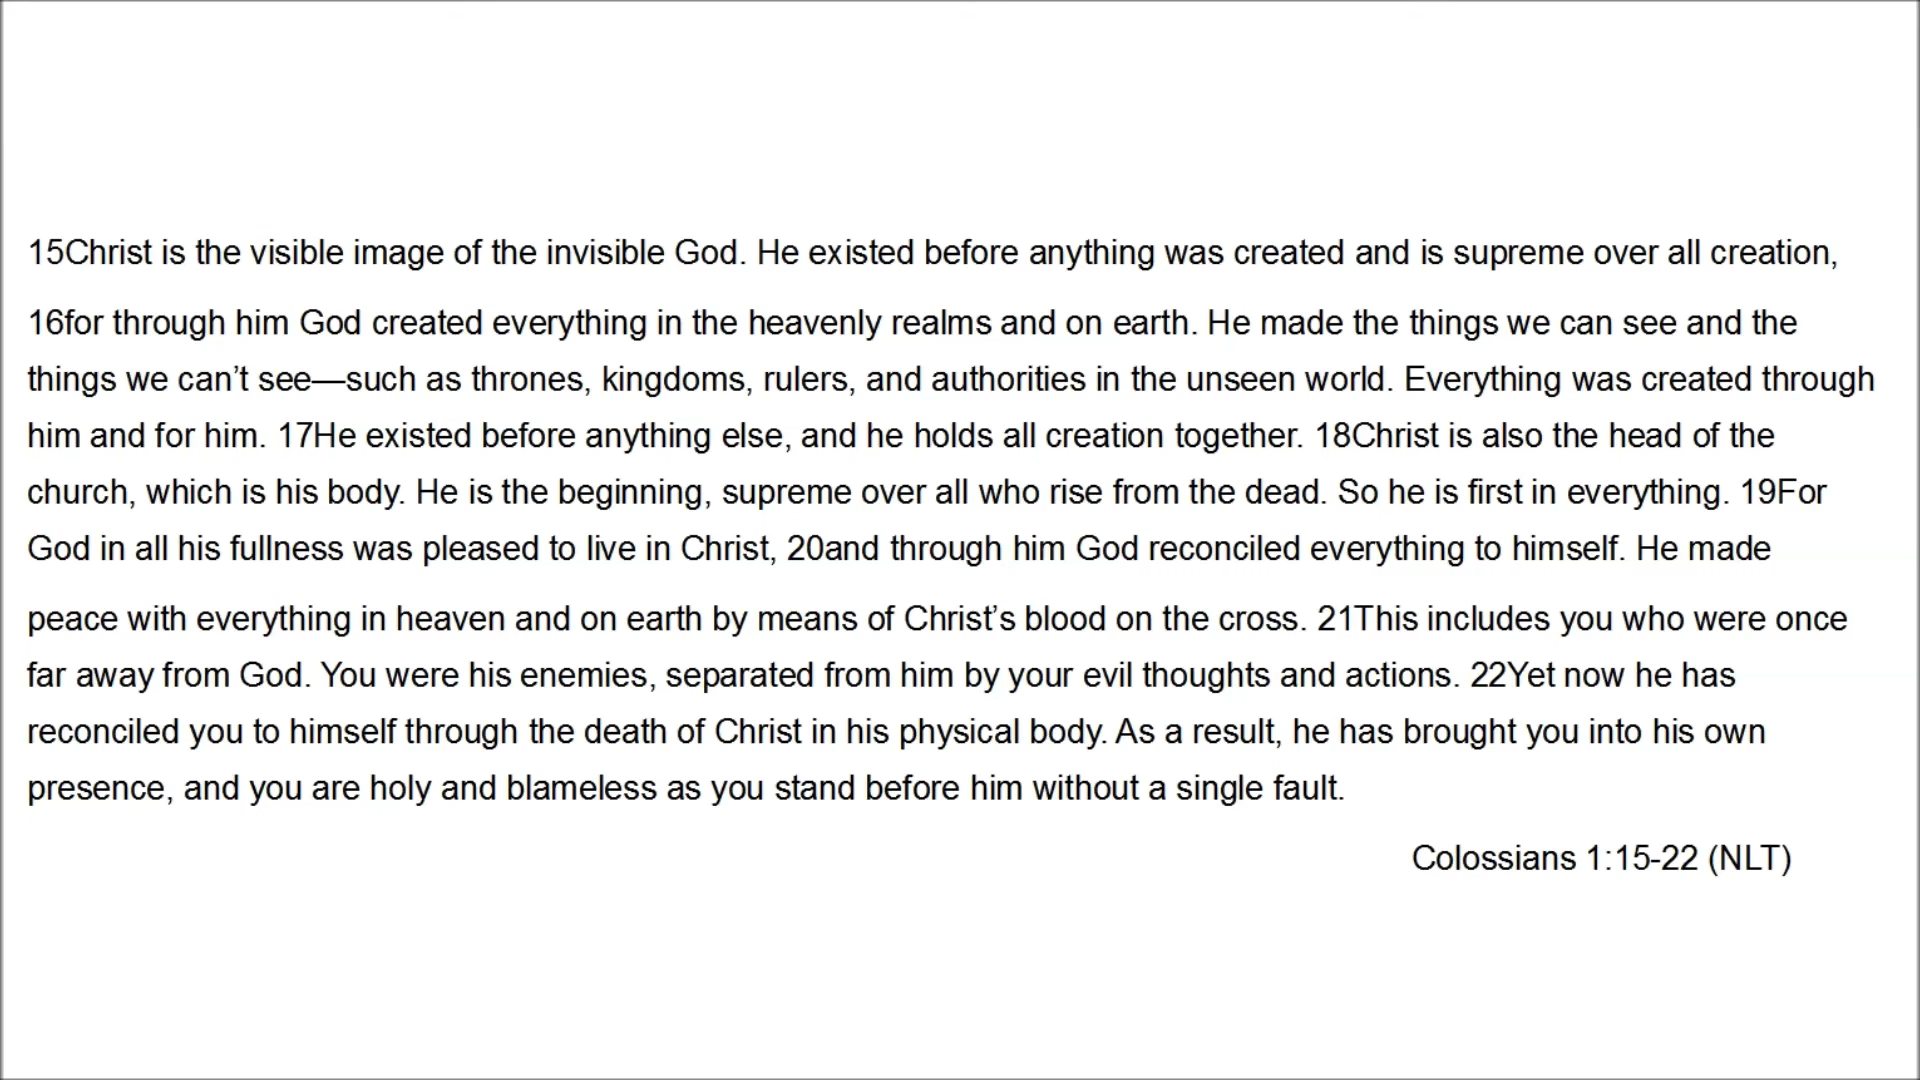 15Christ is the visible image of the invisible God. He existed before anything was created and is supreme over all creation,
16for through him God created everything in the heavenly realms and on earth. He made the things we can see and the
things we can’t see—such as thrones, kingdoms, rulers, and authorities in the unseen world. Everything was created through
him and for him. 17He existed before anything else, and he holds all creation together. 18Christ is also the head of the
church, which is his body. He is the beginning, supreme over all who rise from the dead. So he is first in everything. 19For
God in all his fullness was pleased to live in Christ, 20and through him God reconciled everything to himself. He made
peace with everything in heaven and on earth by means of Christ’s blood on the cross. 21This includes you who were once
far away from God. You were his enemies, separated from him by your evil thoughts and actions. 22Yet now he has
reconciled you to himself through the death of Christ in his physical body. As a result, he has brought you into his own
presence, and you are holy and blameless as you stand before him without a single fault.
Colossians 1:15-22 (NLT)